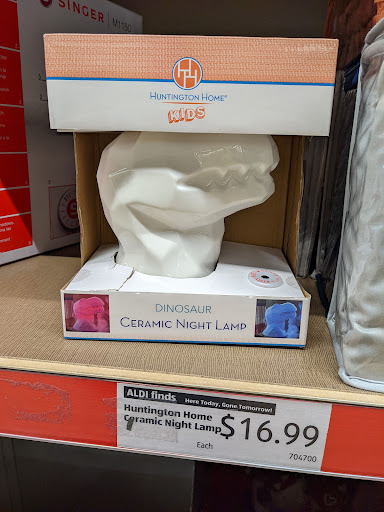 SINGER
HH
HUNTINGTON HOME®
KIDS
DINOSAUR
CERAMIC NIGHT LAMP
ALDI finds Here Today, Gone Tomorrow!
Huntington Home
Ceramic Night Lamp
$16.99
Each
704700